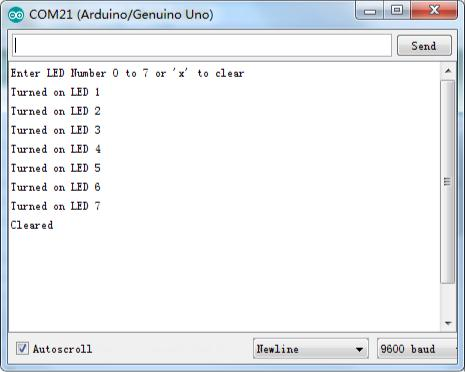 COM21 (Arduino/Genuino Uno)
Send
Enter LED Number 0 to 7 or 'x' to clear
Turned on LED 1
Turned on LED 2
Turned on LED 3
Turned on LED 4
Turned on LED 5
Turned on LED 6
Turned on LED 7
Cleared
Autoscroll
Newline
9600 baud